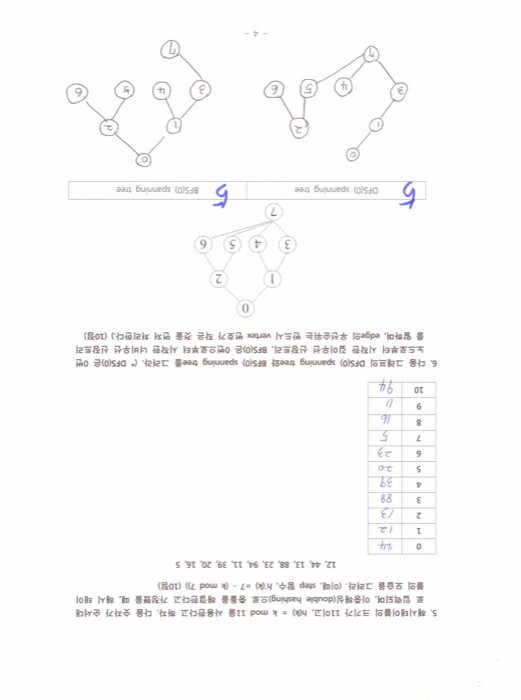 5. 해시테이블의 크기가 11이고, h(k) = k mod 11을 사용한다고 하자. 다음 숫자가 순서대
로 입력되며, 이중해싱(double hashing)으로 충돌을 해결한다고 가정했을 때, 해시 테이
블의 모습을 그려라. (이때, step 함수, h'(k) =7 - (k mod 7)) (10점)
12, 44, 13, 88, 23, 94, 11, 39, 20, 16, 5
0 44
1 12
2 13
3 88
4 39
5 20
6 23
7 5
8 16
9 11
10 94
6. 다음 그래프의 DFS(0) spanning tree와 BFS(0) spanning tree를 그려라. (* DFS(0)은 0번
노드로부터 시작한 깊이우선 신장트리, BFS(0)은 0번으로부터 시작한 너비우선 신장트리
를 말하며, edge의 우선순위는 반드시 vertex 번호가 작은 것을 먼저 처리한다.) (10점)
0
1 2
3 4 5 6
7
5 DFS(0) spanning tree 5 BFS(0) spanning tree
0 0
1 2 1 2
3 4 5 6 3 4 5 6
7 7
- 4 -